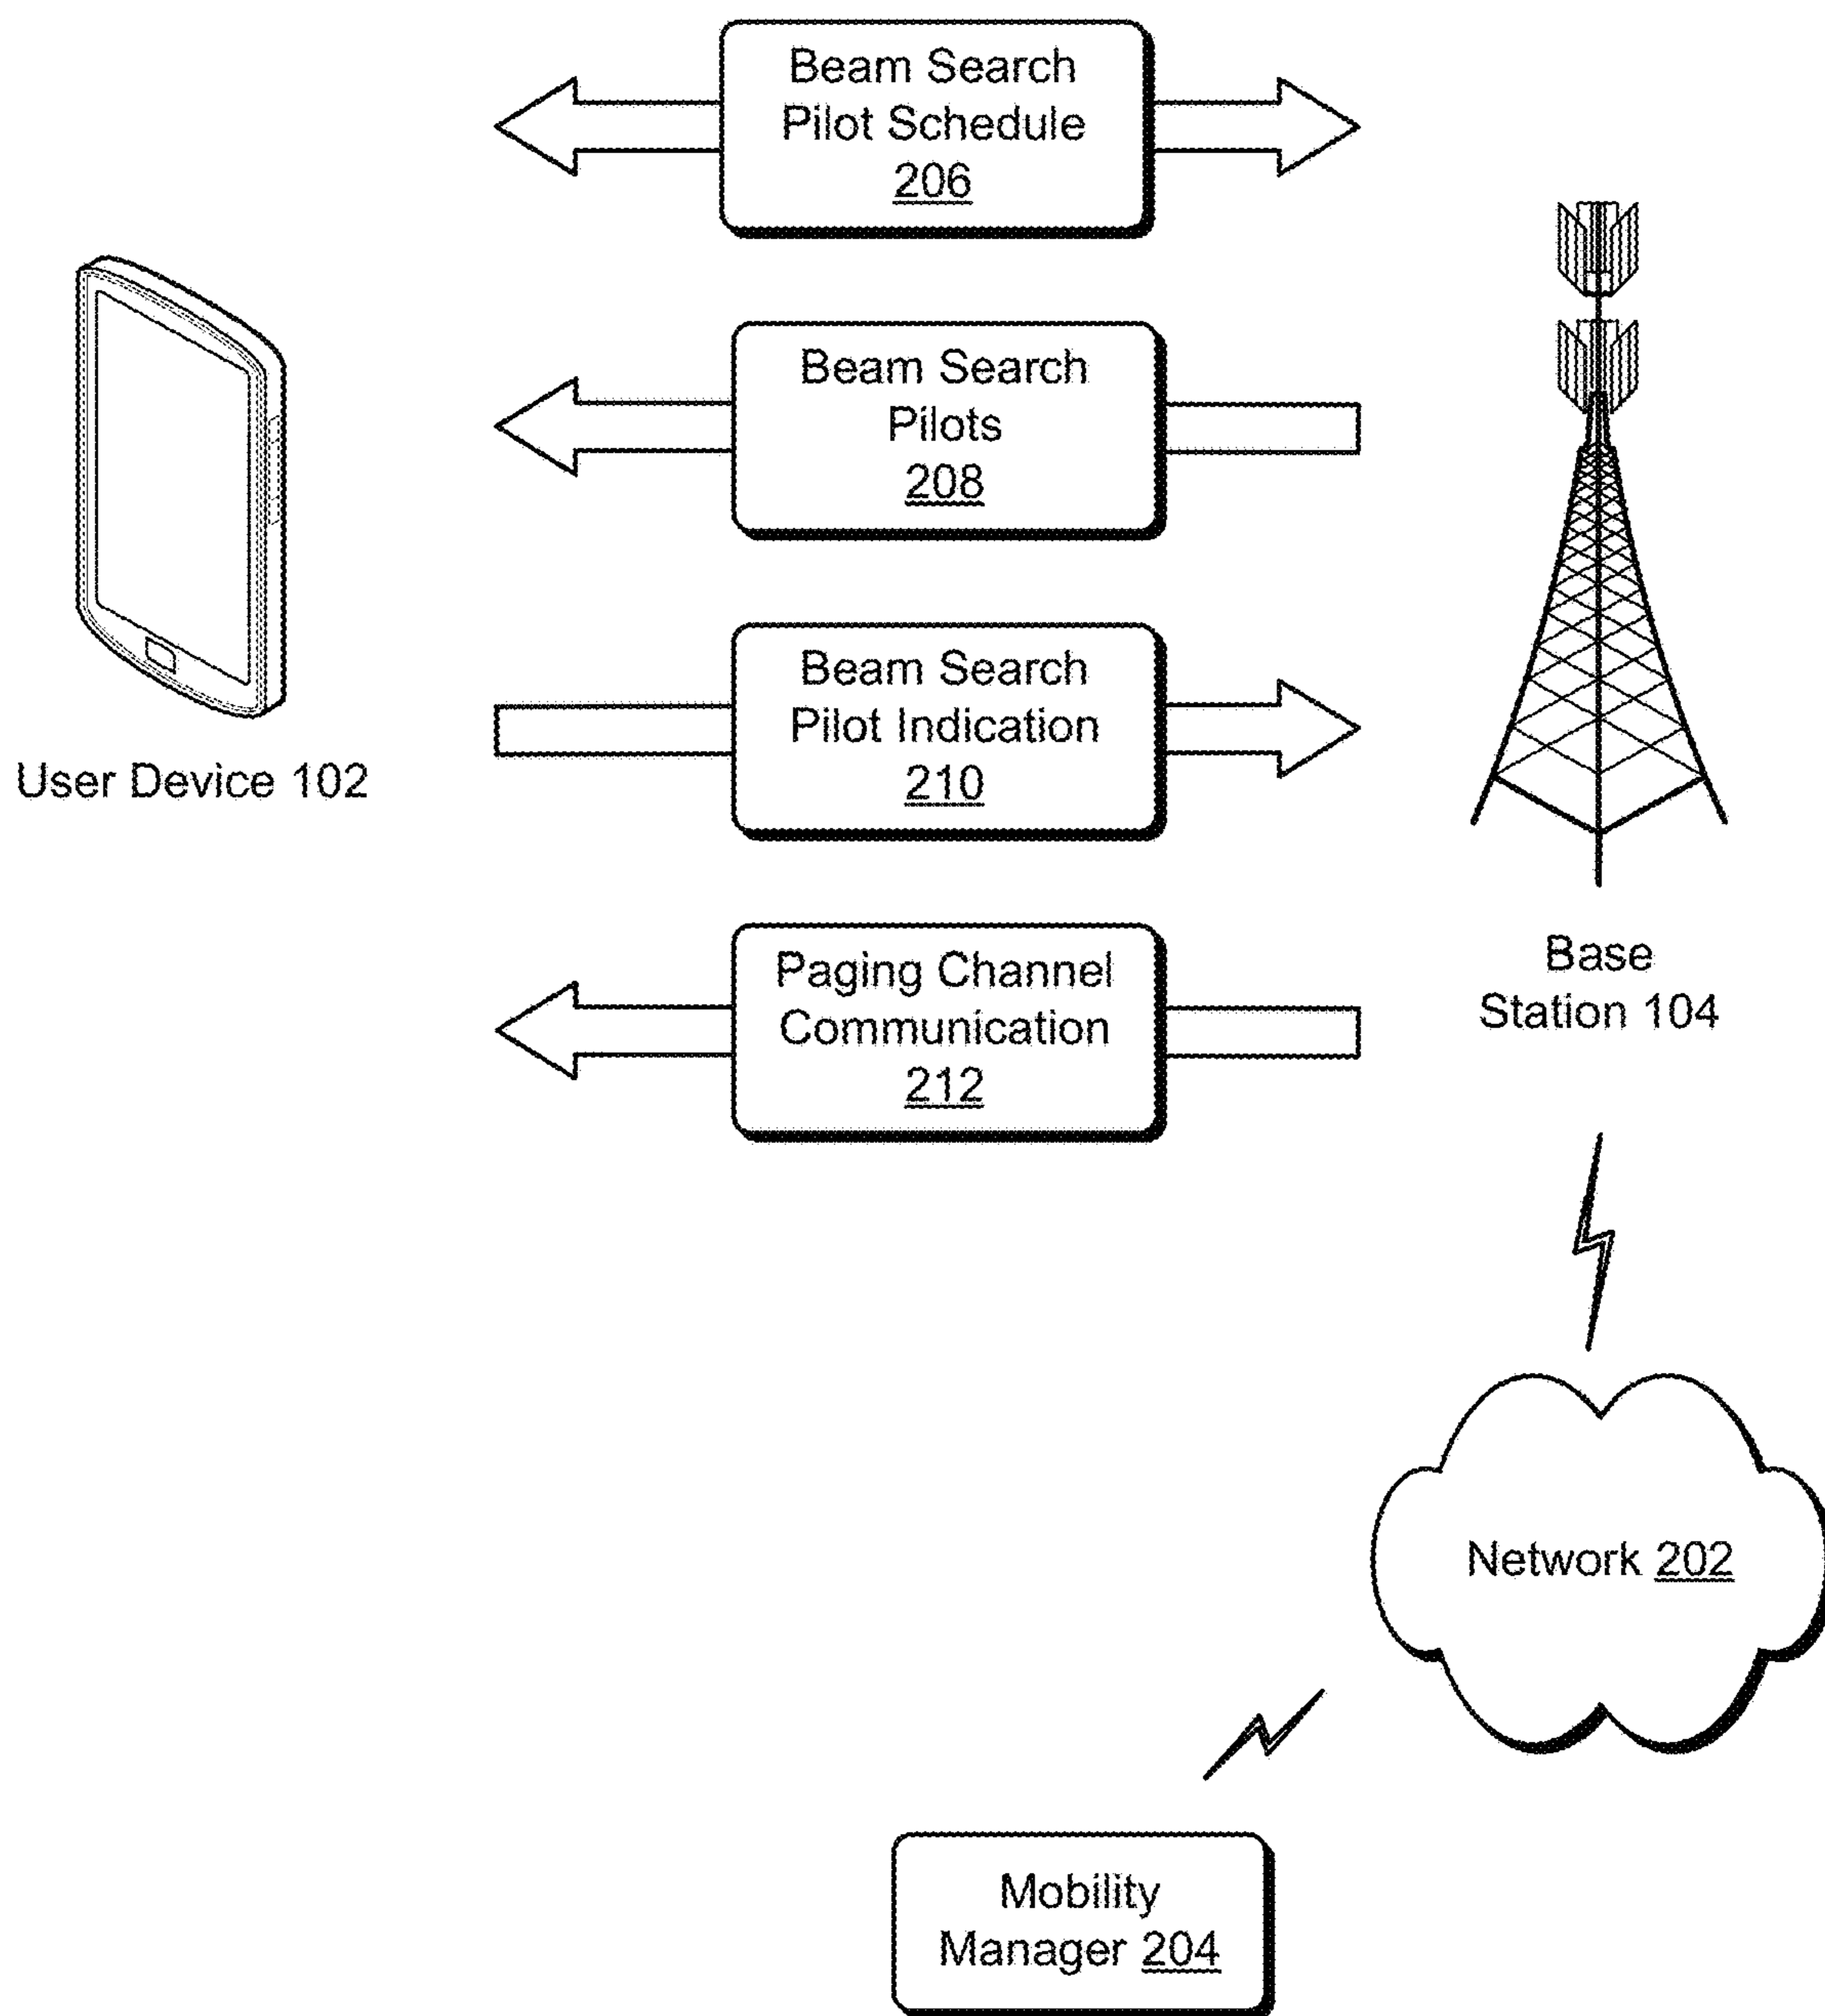 Beam Search
Pilot Schedule
206
Beam Search
Pilots
208
Beam Search
Pilot Indication
210
User Device 102
Paging Channel
Communication
212
Base
Station 104
Network 202
Mobility
Manager 204